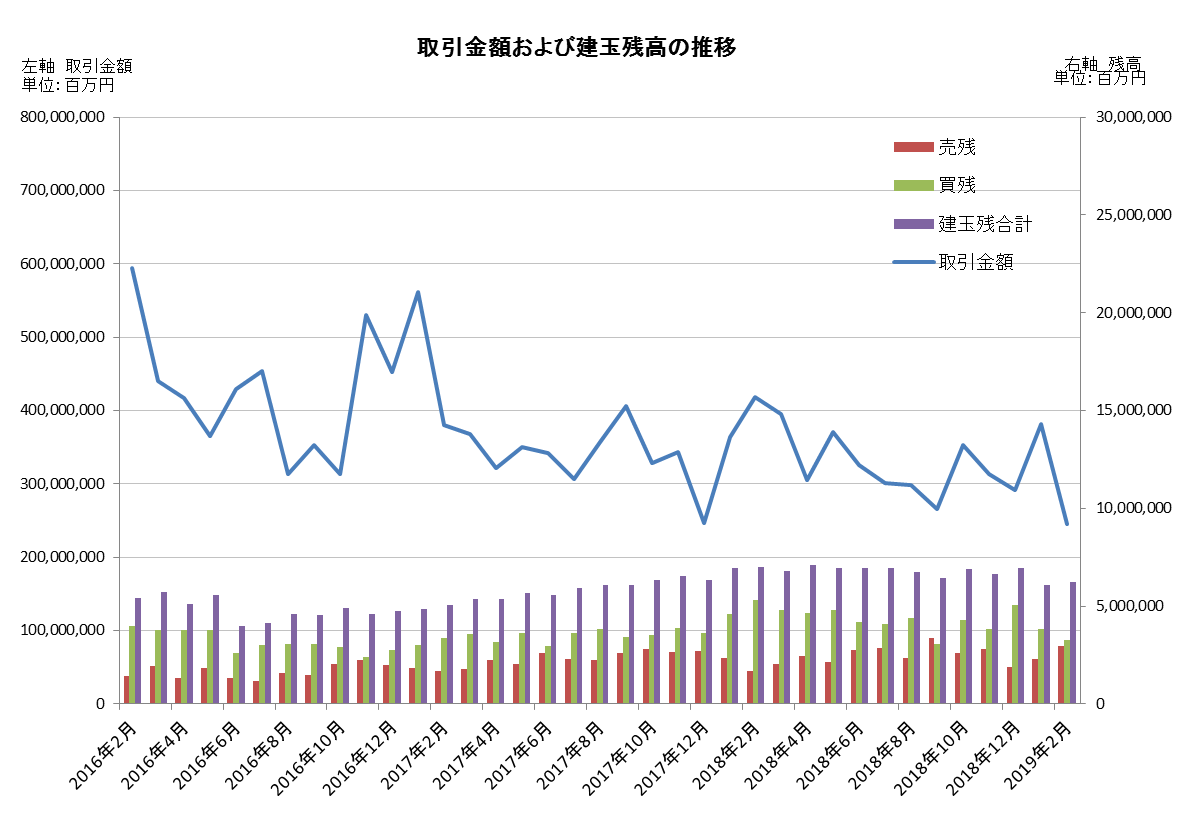 取引金額および建玉残高の推移
左軸 取引金額
単位: 百万円
右軸 残高
単位: 百万円
800,000,000
700,000,000
600,000,000
500,000,000
400,000,000
300,000,000
200,000,000
100,000,000
0
30,000,000
25,000,000
20,000,000
15,000,000
10,000,000
5,000,000
0
売残
買残
建玉残合計
取引金額
2016年2月
2016年4月
2016年6月
2016年8月
2016年10月
2016年12月
2017年2月
2017年4月
2017年6月
2017年8月
2017年10月
2017年12月
2018年2月
2018年4月
2018年6月
2018年8月
2018年10月
2018年12月
2019年2月